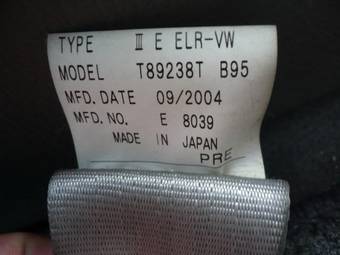 TYPE Ⅲ E ELR-VW
MODEL T89238T B95
MFD. DATE 09/2004
MFD. NO. E 8039
MADE IN JAPAN
PRE